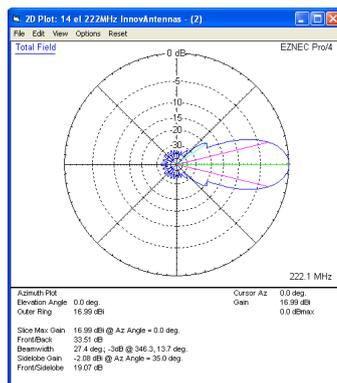 2D Plot: 14 el 222MHz InnovAntennas - (2)
File Edit View Options Reset
Total Field
EZNEC Pro/4
0 dB
-5
-10
-15
-20
-30
222.1 MHz
Azimuth Plot
Elevation Angle 0.0 deg.
Outer Ring 16.99 dBi
Cursor Az 0.0 deg.
Gain 16.99 dBi
0.0 dBmax
Slice Max Gain 16.99 dBi @ Az Angle = 0.0 deg.
Front/Back 33.51 dB
Beamwidth 27.4 deg.; -3dB @ 346.3, 13.7 deg.
Sidelobe Gain -2.08 dBi @ Az Angle = 35.0 deg.
Front/Sidelobe 19.07 dB